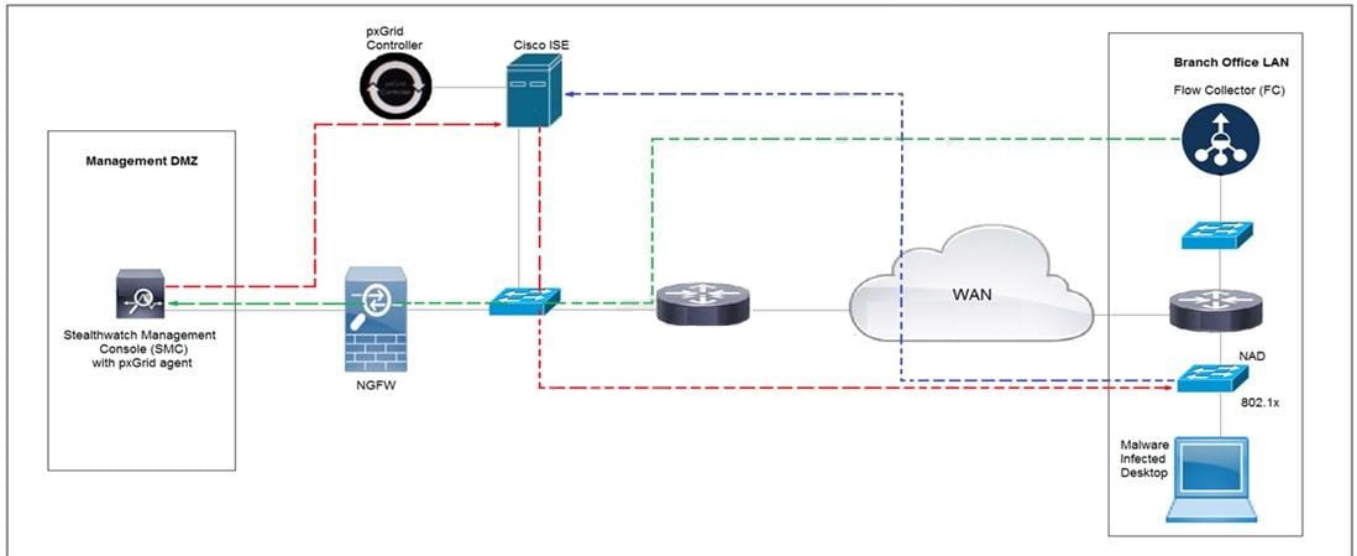 pxGrid
Controller
Cisco ISE
Branch Office LAN
Flow Collector (FC)
Management DMZ
WAN
Stealthwatch Management
Console (SMC)
with pxGrid agent
NGFW
NAD
802.1x
Malware
Infected
Desktop